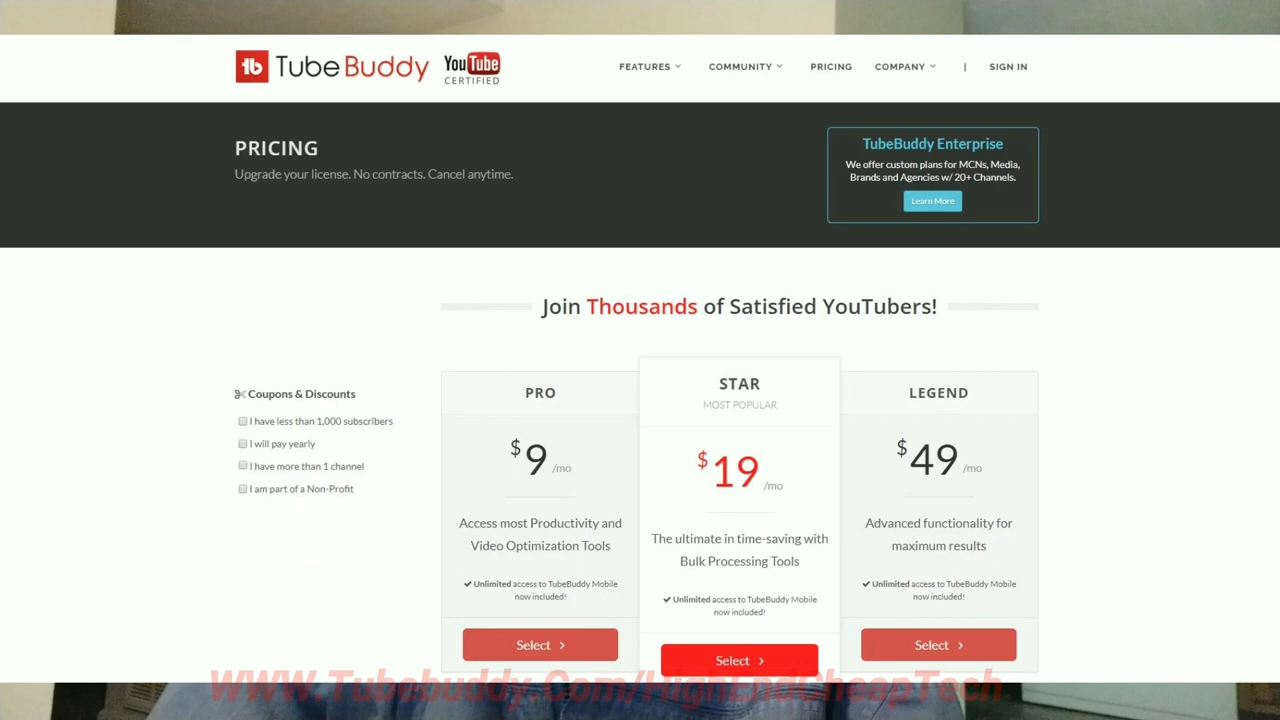 TubeBuddy
YouTube
CERTIFIED
FEATURES
COMMUNITY
PRICING
COMPANY
|
SIGN IN
PRICING
Upgrade your license. No contracts. Cancel anytime.
TubeBuddy Enterprise
We offer custom plans for MCNs, Media,
Brands and Agencies w/ 20+ Channels.
Learn More
Join Thousands of Satisfied YouTubers!
Coupons & Discounts
I have less than 1,000 subscribers
I will pay yearly
I have more than 1 channel
I am part of a Non-Profit
PRO
$9/mo
Access most Productivity and
Video Optimization Tools
✔ Unlimited access to TubeBuddy Mobile
now included!
Select >
STAR
MOST POPULAR
$19/mo
The ultimate in time-saving with
Bulk Processing Tools
✔ Unlimited access to TubeBuddy Mobile
now included!
Select >
LEGEND
$49/mo
Advanced functionality for
maximum results
✔ Unlimited access to TubeBuddy Mobile
now included!
Select >
WWW.Tubebuddy.Com/HighEndCheapTech